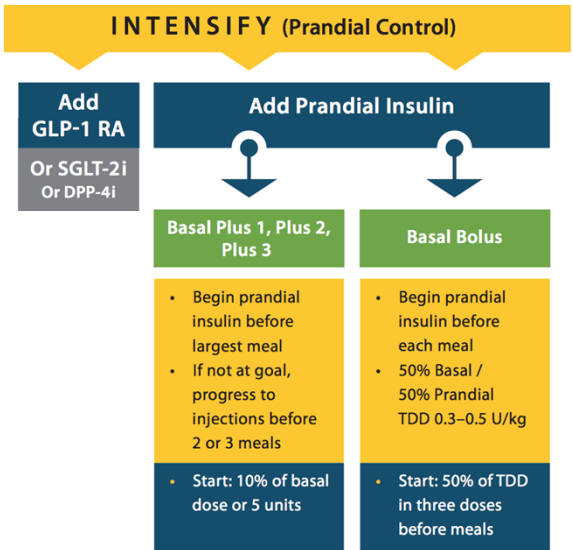 INTENSIFY (Prandial Control)
Add
GLP-1 RA
Or SGLT-2i
Or DPP-4i
Add Prandial Insulin
Basal Plus 1, Plus 2,
Plus 3
• Begin prandial
insulin before
largest meal
• If not at goal,
progress to
injections before
2 or 3 meals
• Start: 10% of basal
dose or 5 units
Basal Bolus
• Begin prandial
insulin before
each meal
• 50% Basal /
50% Prandial
TDD 0.3–0.5 U/kg
• Start: 50% of TDD
in three doses
before meals